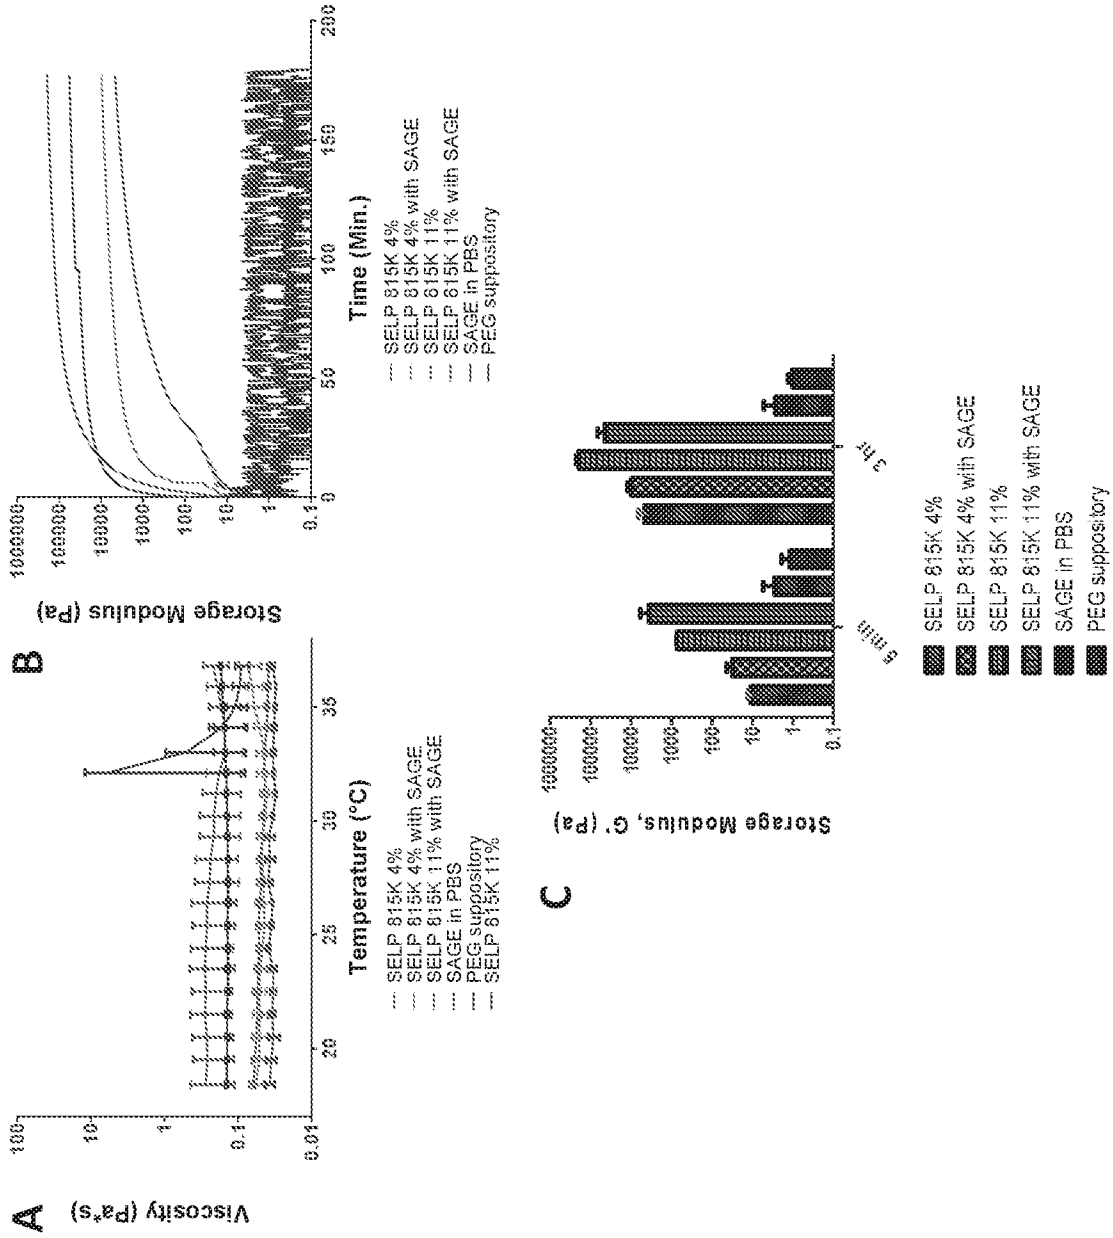 A
Viscosity (Pa*s)
100
10
1
0.1
0.01
20
25
30
35
Temperature (°C)
SELP 815K 4%
SELP 815K 4% with SAGE
SELP 815K 11% with SAGE
SAGE in PBS
PEG suppository
SELP 815K 11%
B
Storage Modulus (Pa)
1000000
100000
10000
1000
100
10
1
0.1
0
50
100
150
200
Time (Min.)
SELP 815K 4%
SELP 815K 4% with SAGE
SELP 815K 11%
SELP 815K 11% with SAGE
SAGE in PBS
PEG suppository
C
Storage Modulus, G' (Pa)
1000000
100000
10000
1000
100
10
1
0.1
5 min
3 hr
SELP 815K 4%
SELP 815K 4% with SAGE
SELP 815K 11%
SELP 815K 11% with SAGE
SAGE in PBS
PEG suppository